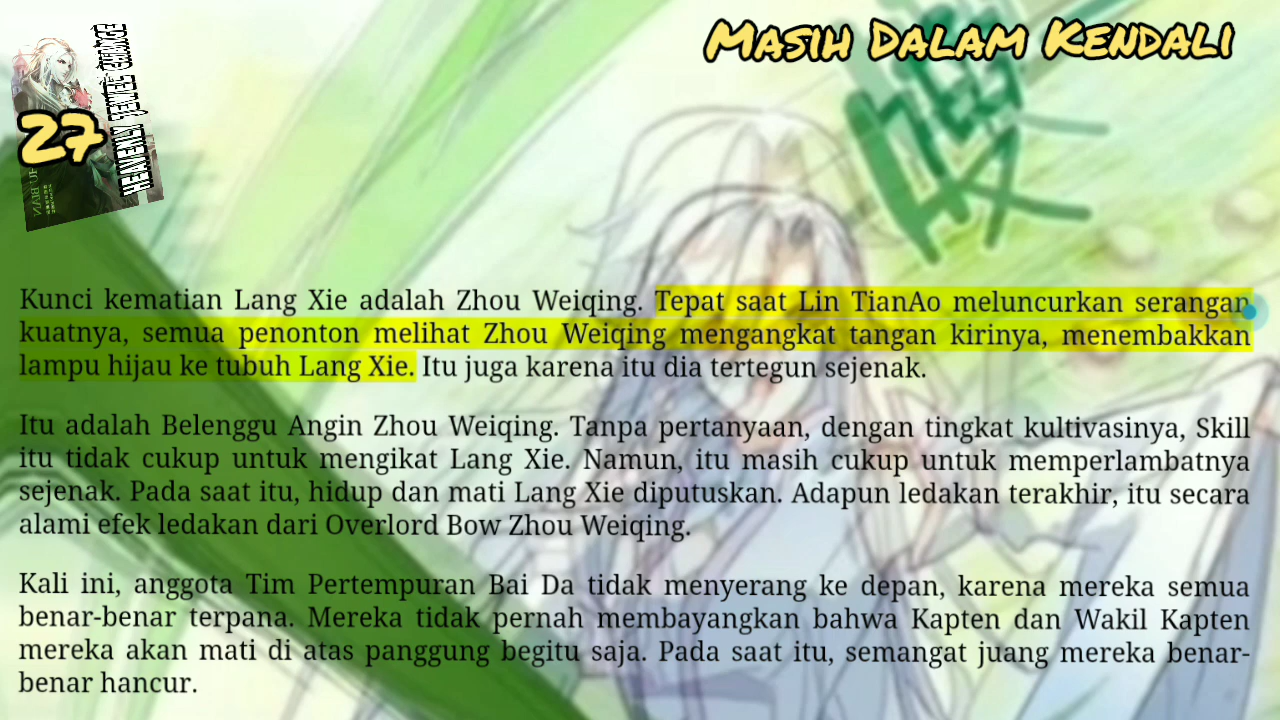 Masih Dalam Kendali
27
HEAVENLY JEWEL CHANGE
Kunci kematian Lang Xie adalah Zhou Weiqing. Tepat saat Lin TianAo meluncurkan serangan
kuatnya, semua penonton melihat Zhou Weiqing mengangkat tangan kirinya, menembakkan
lampu hijau ke tubuh Lang Xie. Itu juga karena itu dia tertegun sejenak.
Itu adalah Belenggu Angin Zhou Weiqing. Tanpa pertanyaan, dengan tingkat kultivasinya, Skill
itu tidak cukup untuk mengikat Lang Xie. Namun, itu masih cukup untuk memperlambatnya
sejenak. Pada saat itu, hidup dan mati Lang Xie diputuskan. Adapun ledakan terakhir, itu secara
alami efek ledakan dari Overlord Bow Zhou Weiqing.
Kali ini, anggota Tim Pertempuran Bai Da tidak menyerang ke depan, karena mereka semua
benar-benar terpana. Mereka tidak pernah membayangkan bahwa Kapten dan Wakil Kapten
mereka akan mati di atas panggung begitu saja. Pada saat itu, semangat juang mereka benar-
benar hancur.